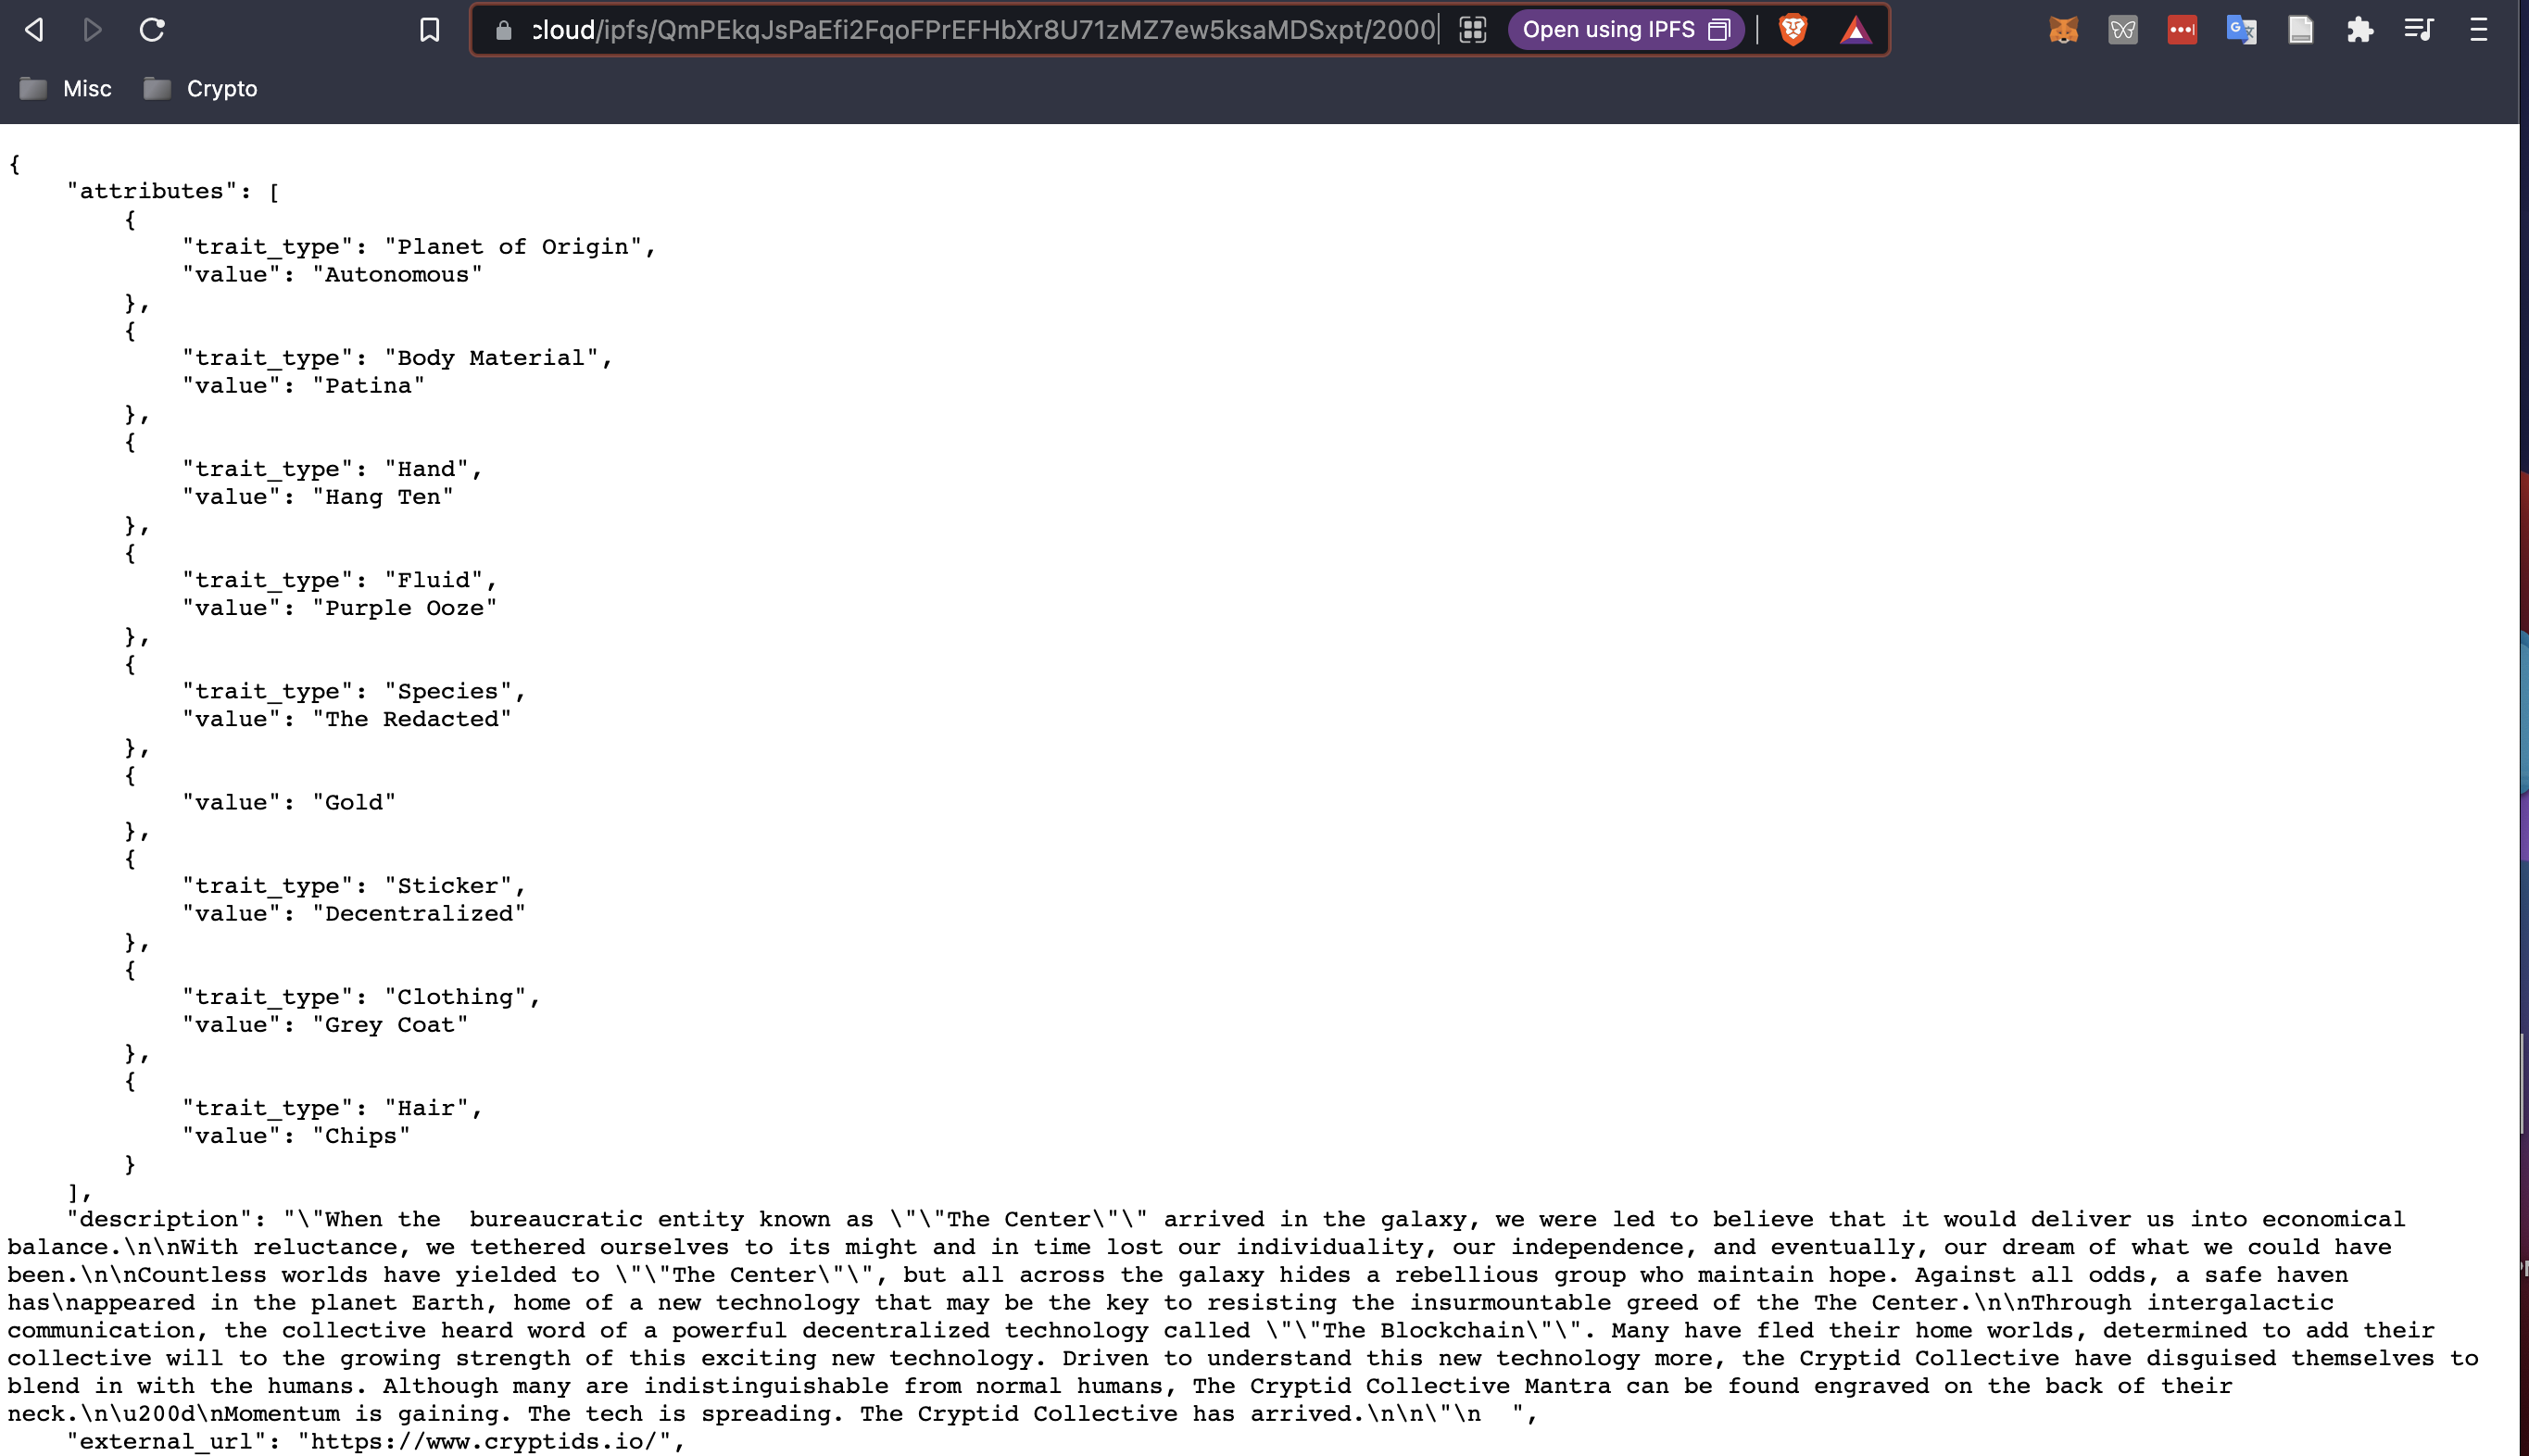 cloud/ipfs/QmPEkqJsPaEfi2FqoFPrEFHbXr8U71zMZ7ew5ksaMDSxpt/2000 Open using IPFS
Misc Crypto
{
    "attributes": [
        {
            "trait_type": "Planet of Origin",
            "value": "Autonomous"
        },
        {
            "trait_type": "Body Material",
            "value": "Patina"
        },
        {
            "trait_type": "Hand",
            "value": "Hang Ten"
        },
        {
            "trait_type": "Fluid",
            "value": "Purple Ooze"
        },
        {
            "trait_type": "Species",
            "value": "The Redacted"
        },
        {
            "value": "Gold"
        },
        {
            "trait_type": "Sticker",
            "value": "Decentralized"
        },
        {
            "trait_type": "Clothing",
            "value": "Grey Coat"
        },
        {
            "trait_type": "Hair",
            "value": "Chips"
        }
    ],
    "description": "\"When the  bureaucratic entity known as \"\"The Center\"\" arrived in the galaxy, we were led to believe that it would deliver us into economical
balance.\n\nWith reluctance, we tethered ourselves to its might and in time lost our individuality, our independence, and eventually, our dream of what we could have
been.\n\nCountless worlds have yielded to \"\"The Center\"\", but all across the galaxy hides a rebellious group who maintain hope. Against all odds, a safe haven
has\nappeared in the planet Earth, home of a new technology that may be the key to resisting the insurmountable greed of the The Center.\n\nThrough intergalactic
communication, the collective heard word of a powerful decentralized technology called \"\"The Blockchain\"\". Many have fled their home worlds, determined to add their
collective will to the growing strength of this exciting new technology. Driven to understand this new technology more, the Cryptid Collective have disguised themselves to
blend in with the humans. Although many are indistinguishable from normal humans, The Cryptid Collective Mantra can be found engraved on the back of their
neck.\n\u200d\nMomentum is gaining. The tech is spreading. The Cryptid Collective has arrived.\n\n\"\n  ",
    "external_url": "https://www.cryptids.io/",